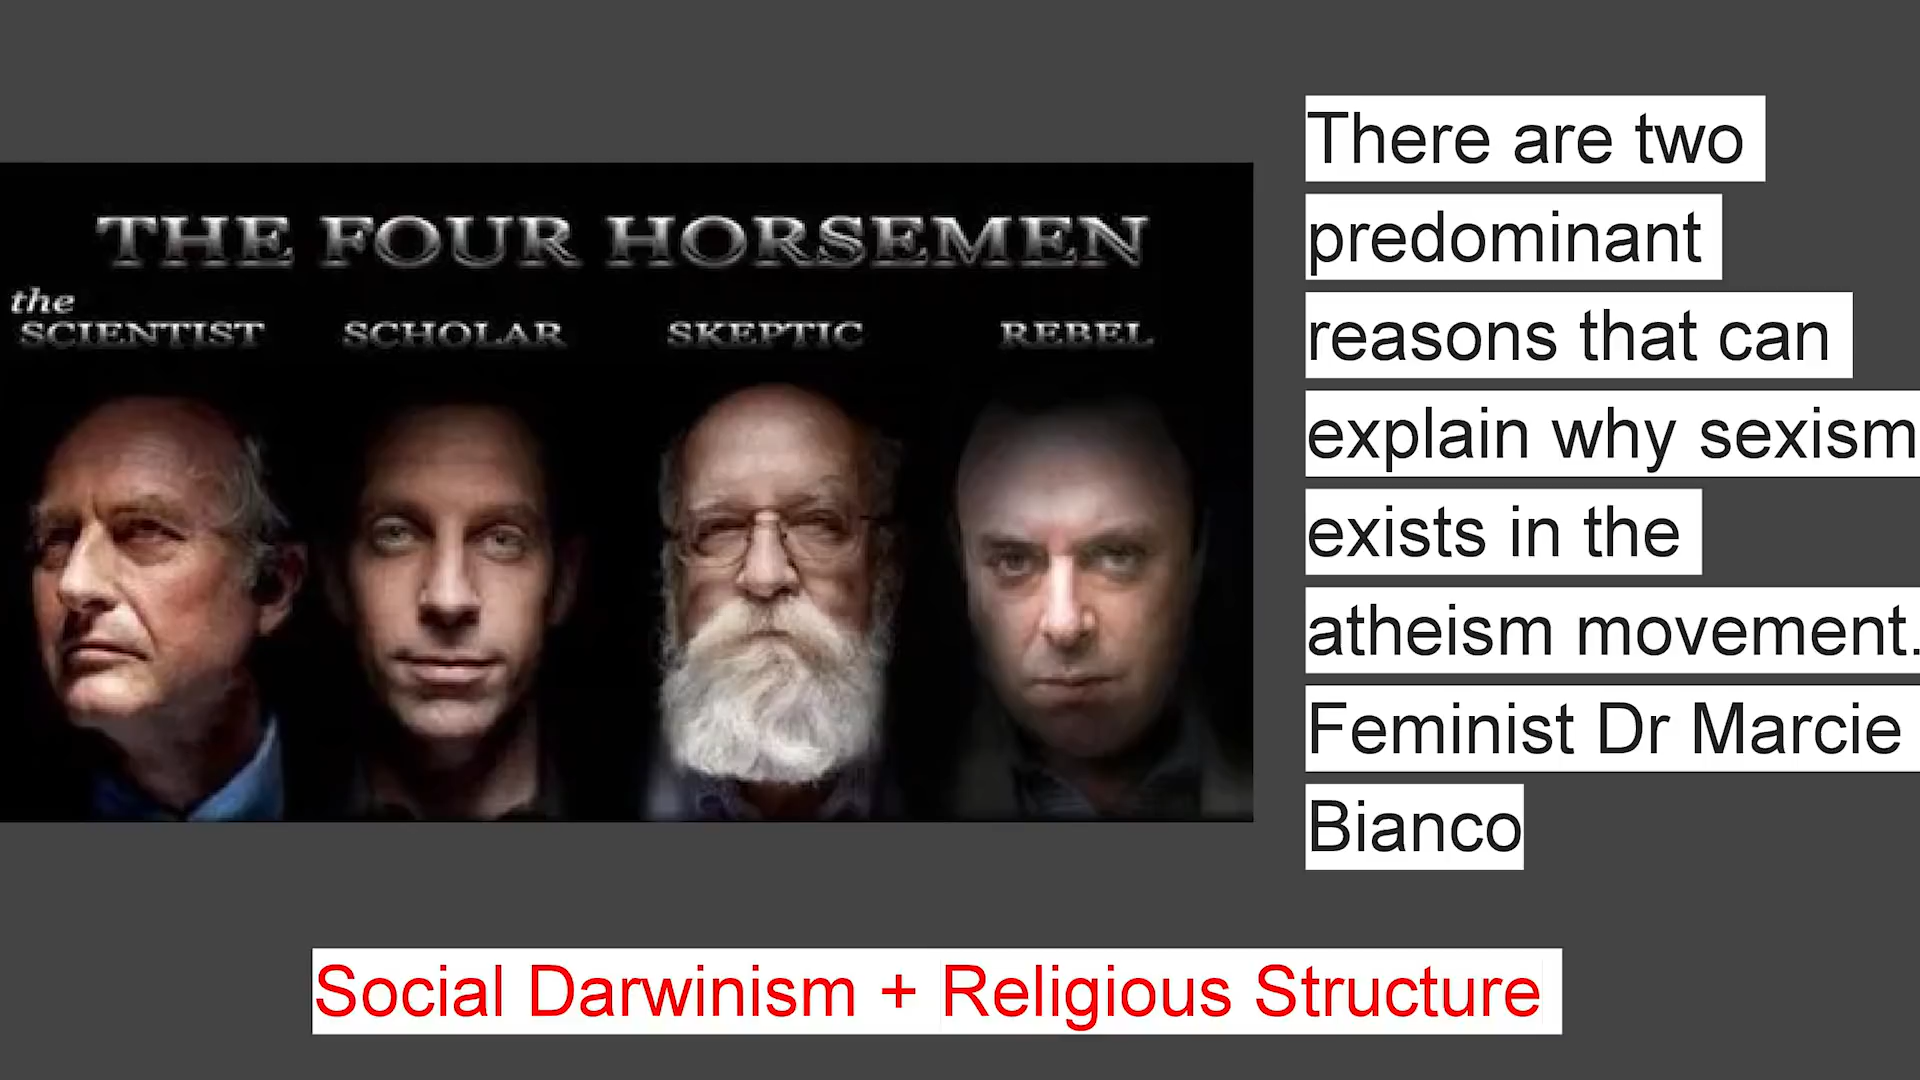 THE FOUR HORSEMEN
the
SCIENTIST SCHOLAR SKEPTIC REBEL
There are two
predominant
reasons that can
explain why sexism
exists in the
atheism movement.
Feminist Dr Marcie
Bianco
Social Darwinism + Religious Structure